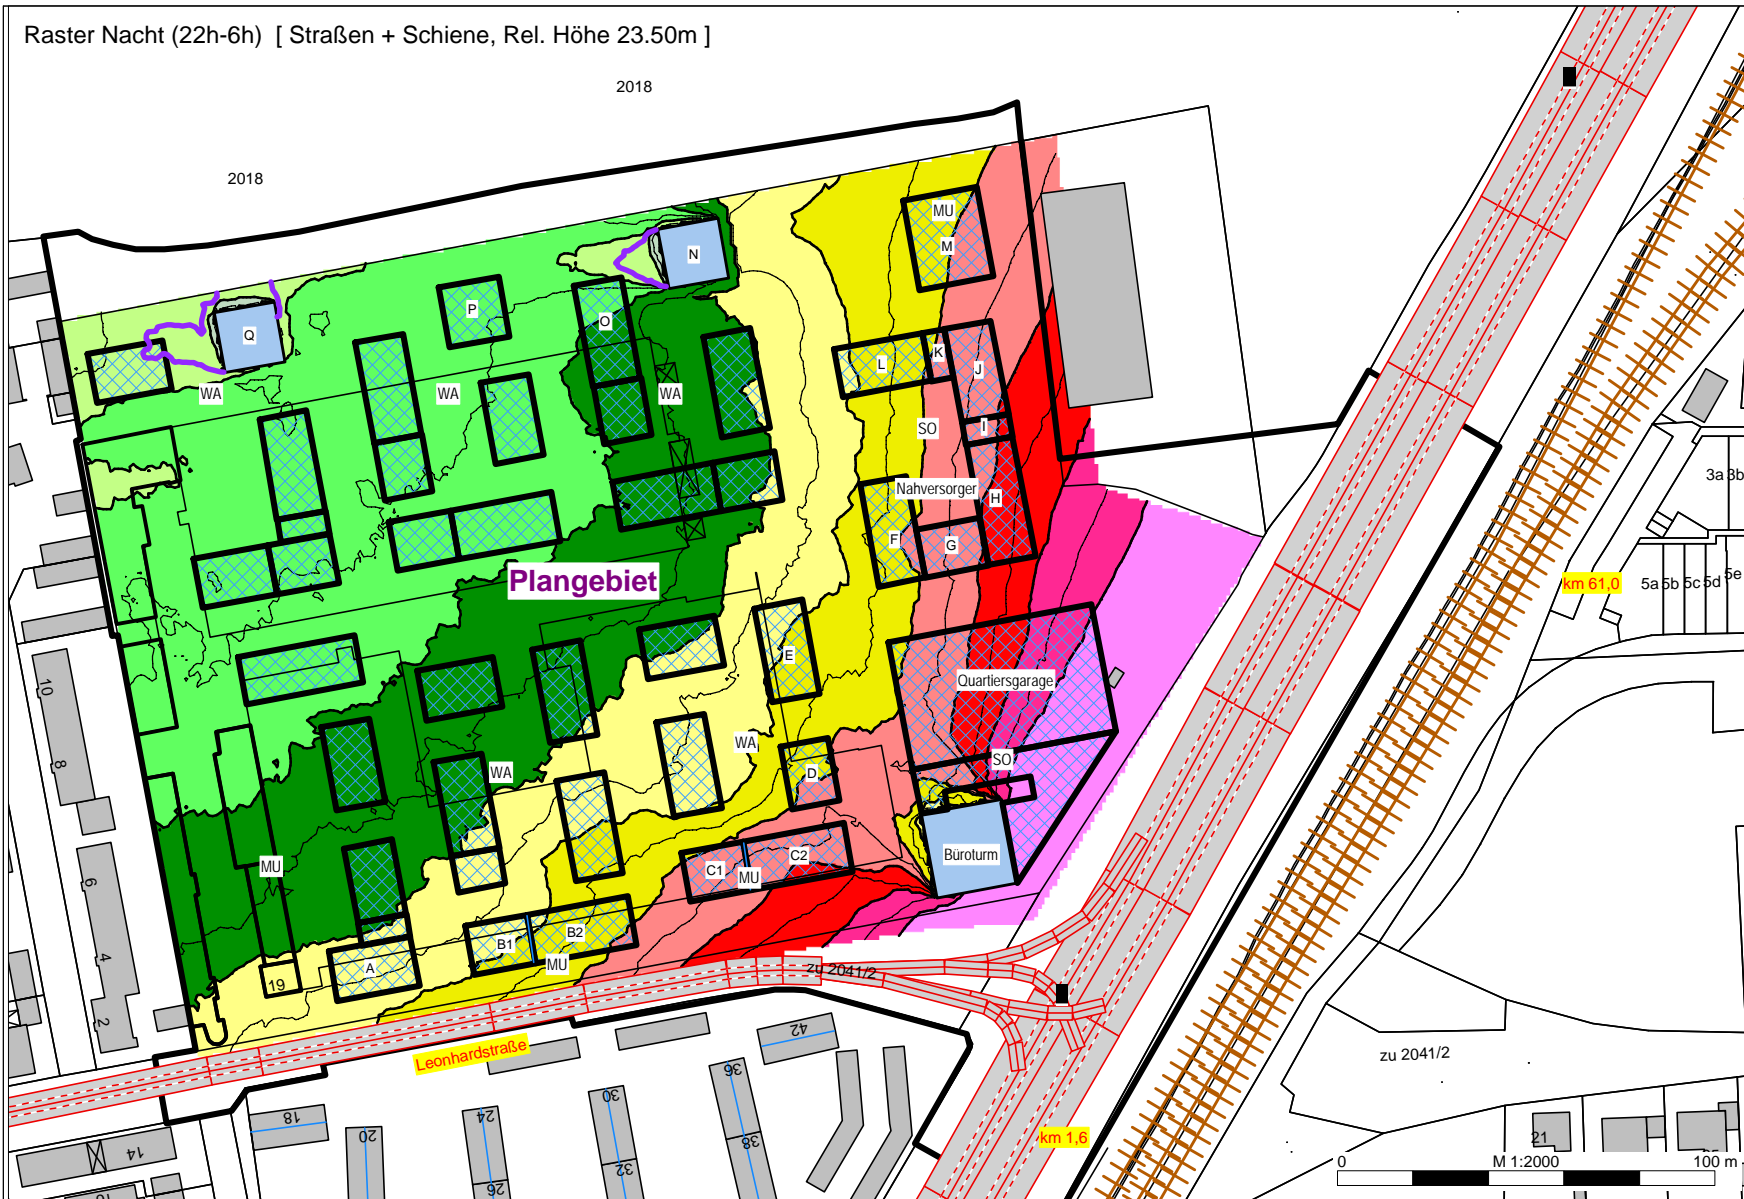 Raster Nacht (22h-6h)  [ Straßen + Schiene, Rel. Höhe 23.50m ]
2018
2018
MU
M
N
Q
P
O
WA
WA
WA
L
K
J
I
SO
Nahversorger
H
F
G
3a 3b
Plangebiet
km 61,0
5a 5b 5c 5d 5e
E
10
Quartiersgarage
WA
WA
SO
8
D
MU
C1
C2
MU
Büroturm
6
B1
B2
A
MU
4
19
zu 2041/2
2
Leonhardstraße
42
zu 2041/2
36
30
24
18
20
38
32
26
14
km 1,6
21
0
M 1:2000
100 m